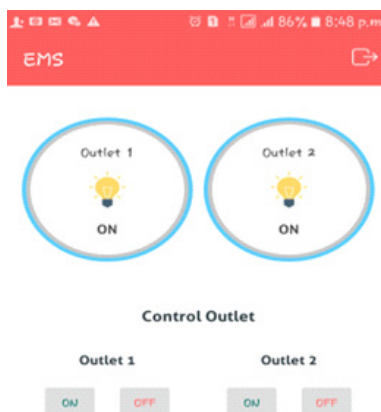 86% 8:48 p.m
EMS
Outlet 1 Outlet 2
ON ON
Control Outlet
Outlet 1 Outlet 2
ON OFF ON OFF